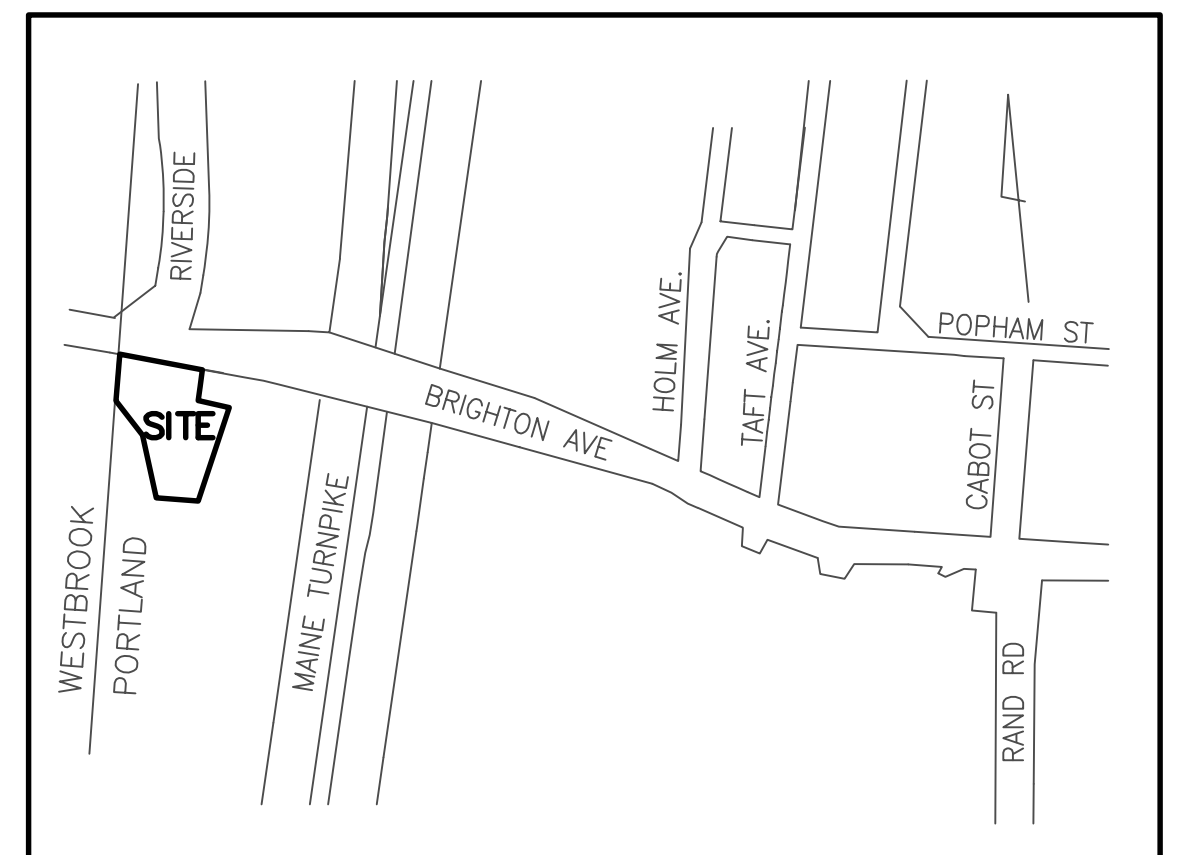 RIVERSIDE
HOLM AVE.
TAFT AVE.
POPHAM ST
CABOT ST
BRIGHTON AVE
SITE
MAINE TURNPIKE
WESTBROOK
PORTLAND
RAND RD